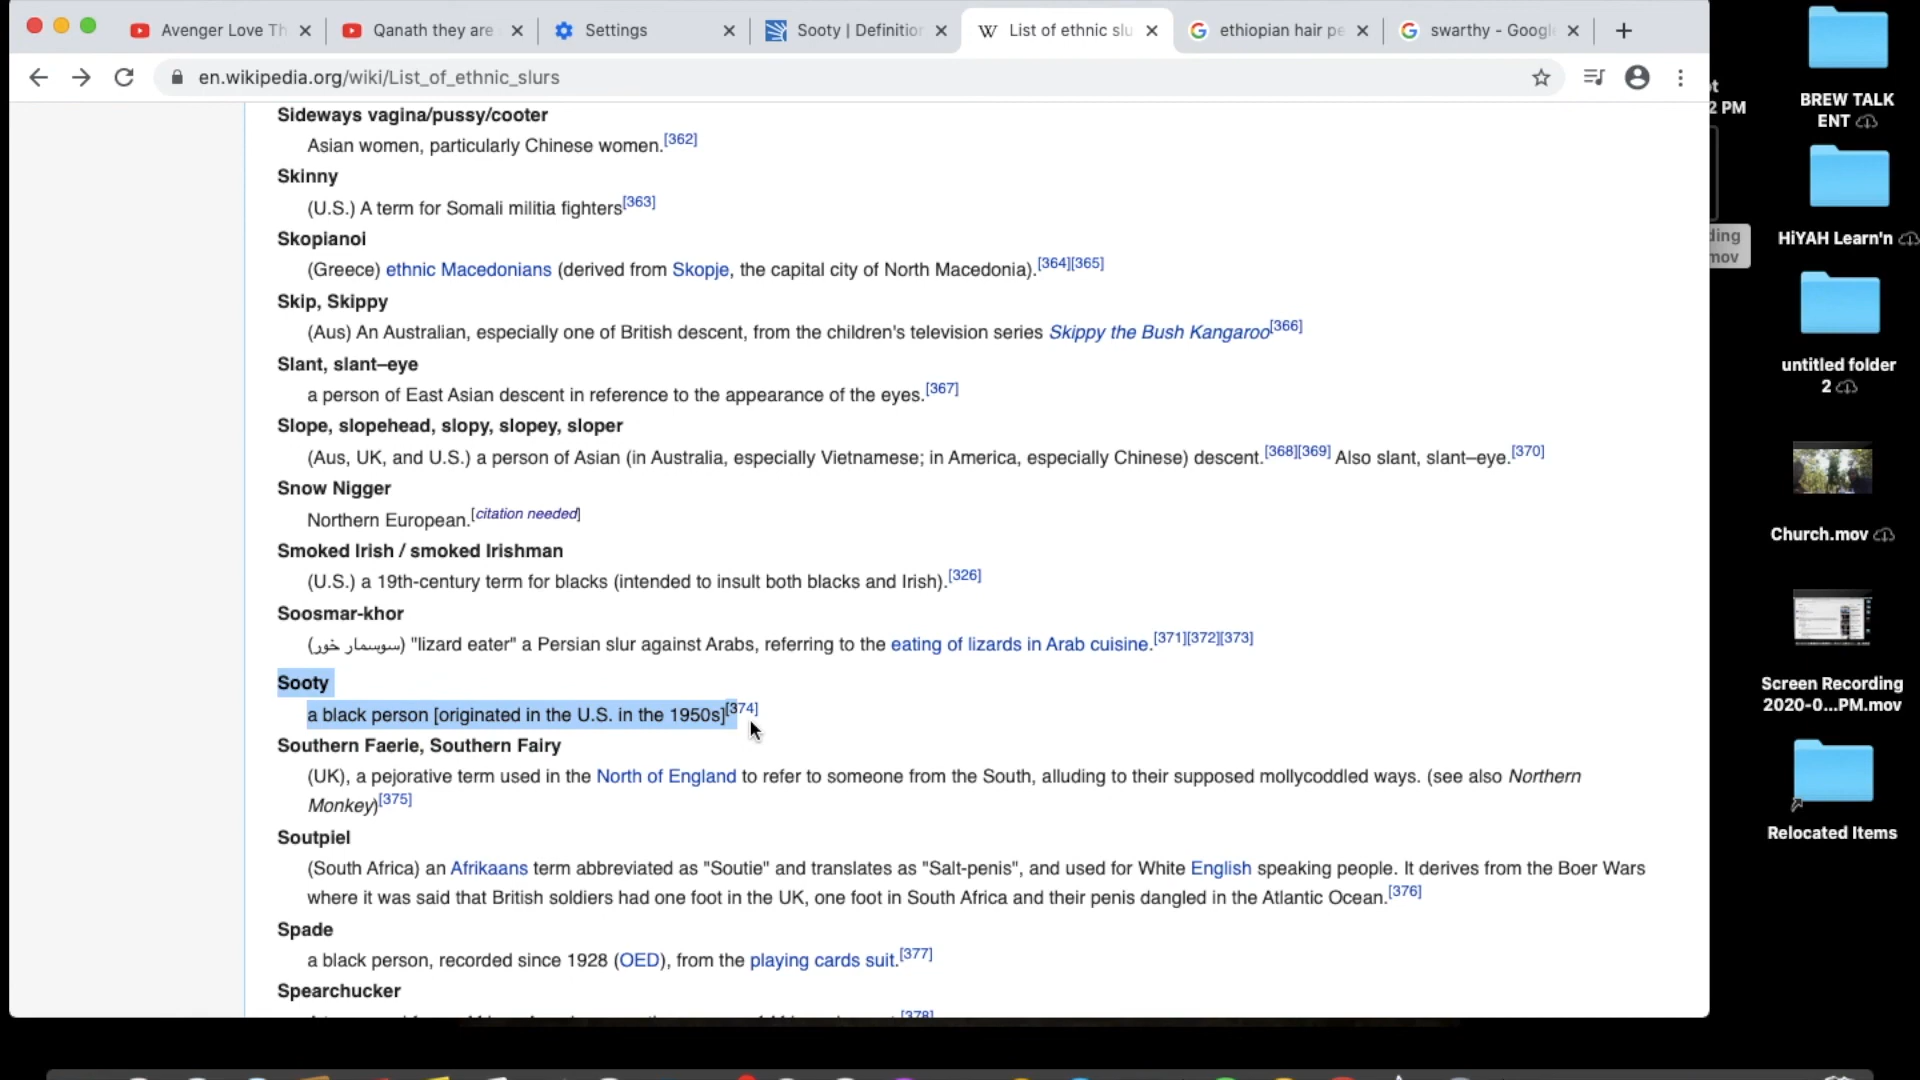 Avenger Love Th
Qanath they are
Settings
Sooty | Definition
W List of ethnic slu
ethiopian hair pe
swarthy - Google
en.wikipedia.org/wiki/List_of_ethnic_slurs
Sideways vagina/pussy/cooter
Asian women, particularly Chinese women.[362]
Skinny
(U.S.) A term for Somali militia fighters[363]
Skopianoi
(Greece) ethnic Macedonians (derived from Skopje, the capital city of North Macedonia).[364][365]
Skip, Skippy
(Aus) An Australian, especially one of British descent, from the children's television series Skippy the Bush Kangaroo[366]
Slant, slant–eye
a person of East Asian descent in reference to the appearance of the eyes.[367]
Slope, slopehead, slopy, slopey, sloper
(Aus, UK, and U.S.) a person of Asian (in Australia, especially Vietnamese; in America, especially Chinese) descent.[368][369] Also slant, slant–eye.[370]
Snow Nigger
Northern European.[citation needed]
Smoked Irish / smoked Irishman
(U.S.) a 19th-century term for blacks (intended to insult both blacks and Irish).[326]
Soosmar-khor
(سوسمار خور) "lizard eater" a Persian slur against Arabs, referring to the eating of lizards in Arab cuisine.[371][372][373]
Sooty
a black person [originated in the U.S. in the 1950s][374]
Southern Faerie, Southern Fairy
(UK), a pejorative term used in the North of England to refer to someone from the South, alluding to their supposed mollycoddled ways. (see also Northern
Monkey)[375]
Soutpiel
(South Africa) an Afrikaans term abbreviated as "Soutie" and translates as "Salt-penis", and used for White English speaking people. It derives from the Boer Wars
where it was said that British soldiers had one foot in the UK, one foot in South Africa and their penis dangled in the Atlantic Ocean.[376]
Spade
a black person, recorded since 1928 (OED), from the playing cards suit.[377]
Spearchucker
[378]
ot
2 PM
ding
mov
BREW TALK
ENT
HiYAH Learn'n
untitled folder
2
Church.mov
Screen Recording
2020-0...PM.mov
Relocated Items